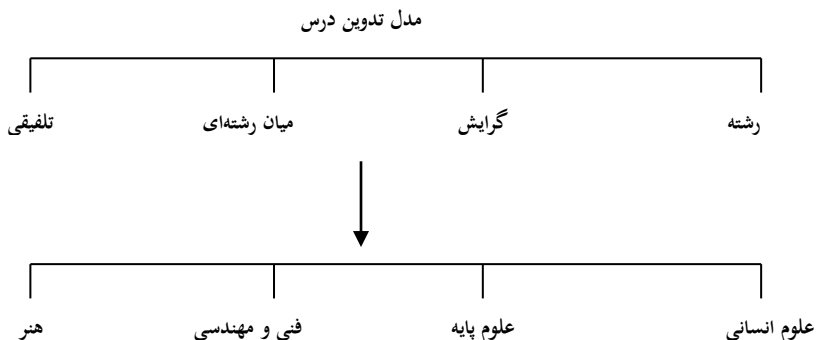 مدل تدوین درس
رشته گرایش میان رشته‌ای تلفیقی
علوم انسانی علوم پایه فنی و مهندسی هنر